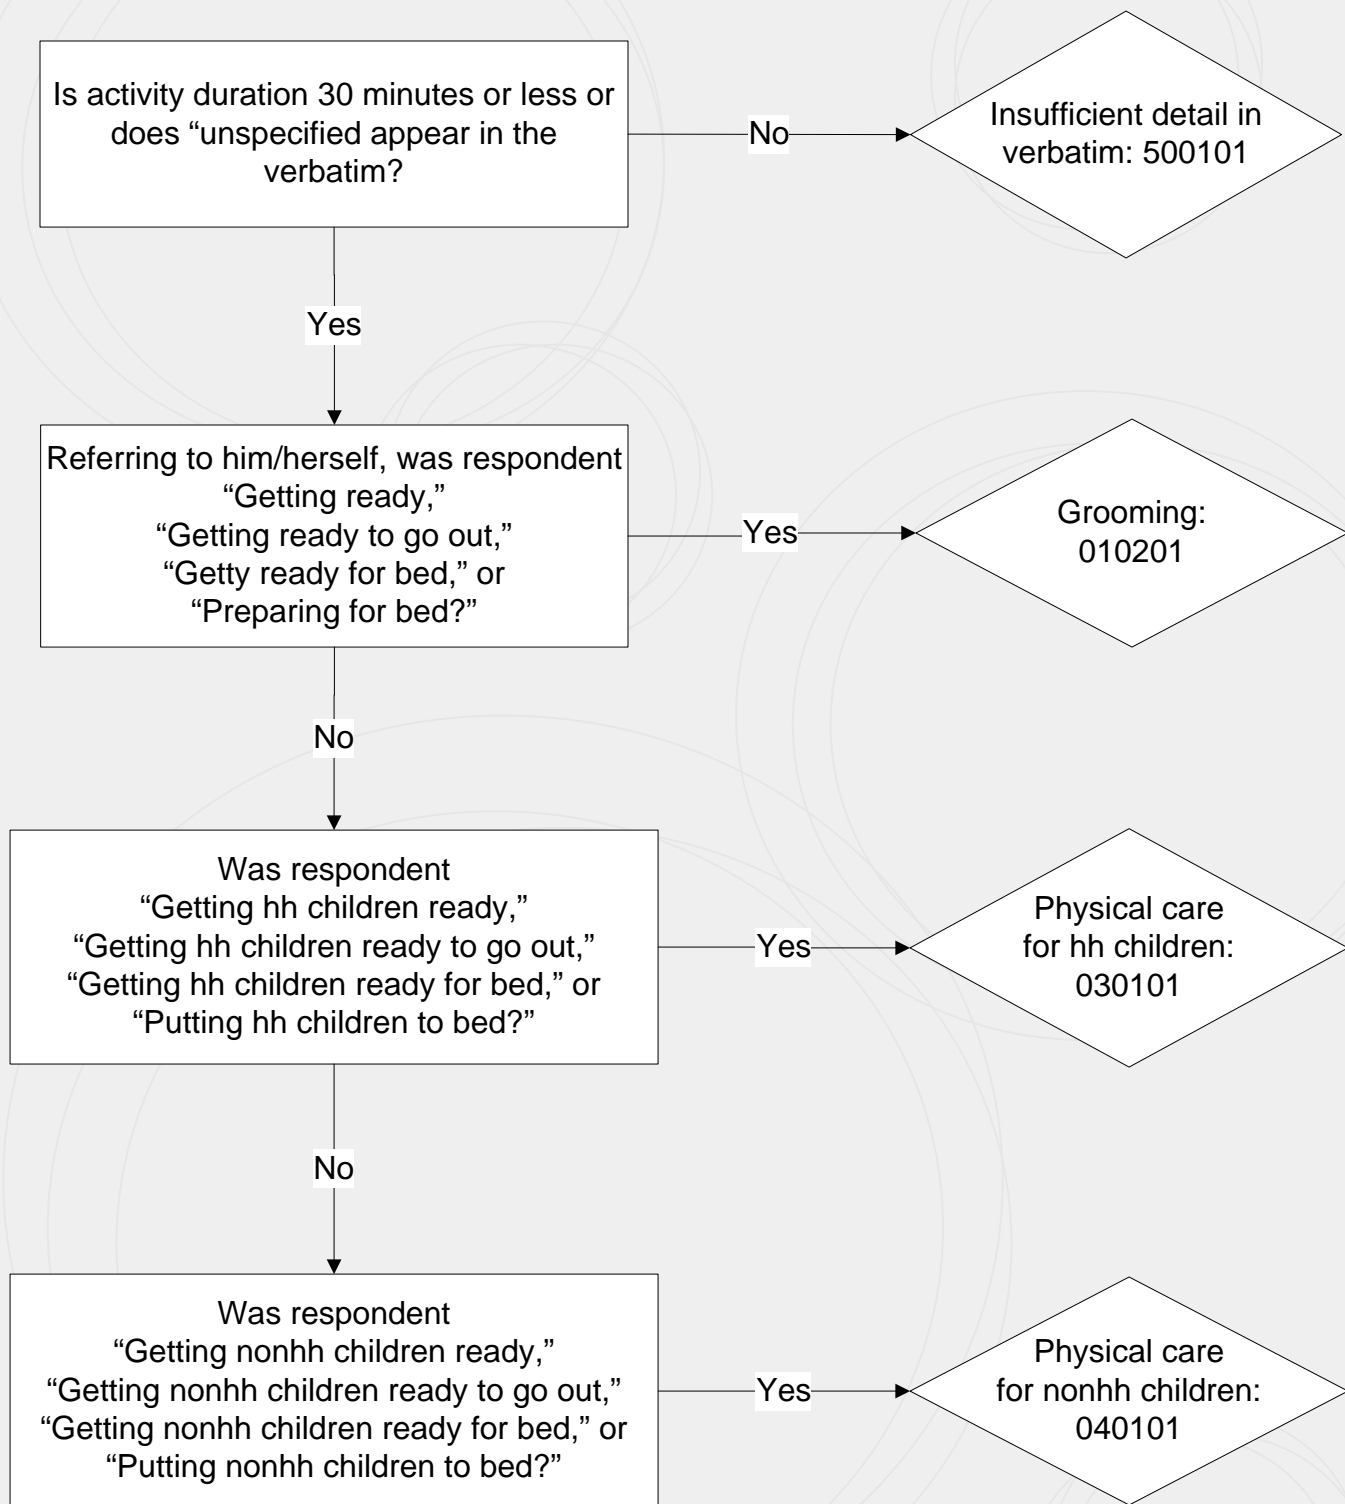 Is activity duration 30 minutes or less or
does “unspecified appear in the
verbatim?
No
Insufficient detail in
verbatim: 500101
Yes
Referring to him/herself, was respondent
“Getting ready,”
“Getting ready to go out,”
“Getty ready for bed,” or
“Preparing for bed?”
Yes
Grooming:
010201
No
Was respondent
“Getting hh children ready,”
“Getting hh children ready to go out,”
“Getting hh children ready for bed,” or
“Putting hh children to bed?”
Yes
Physical care
for hh children:
030101
No
Was respondent
“Getting nonhh children ready,”
“Getting nonhh children ready to go out,”
“Getting nonhh children ready for bed,” or
“Putting nonhh children to bed?”
Yes
Physical care
for nonhh children:
040101